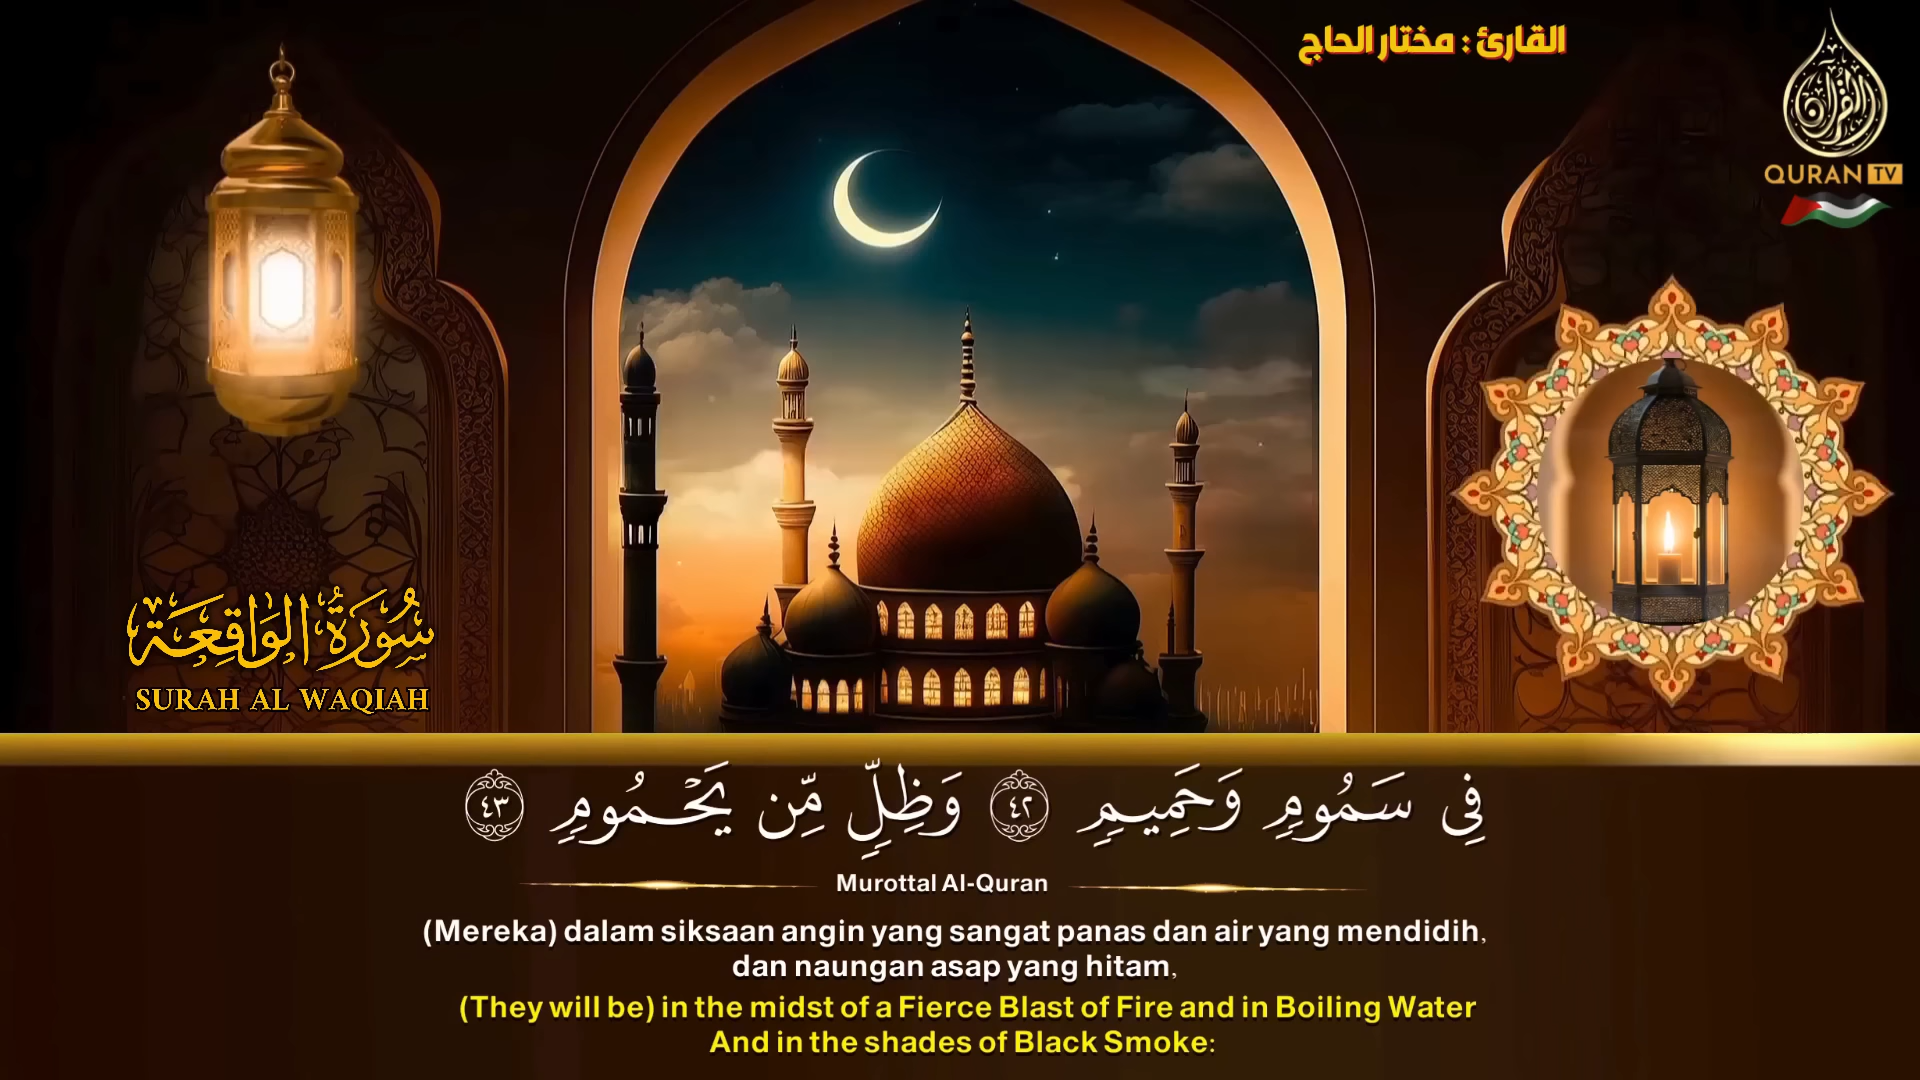 القارئ : مختار الحاج
القرآن
QURAN TV
سُورَةُ الوَاقِعَة
SURAH AL WAQIAH
فِى سَمُومٍ وَحَمِيمٍ ٤٢ وَظِلٍّ مِّن يَحْمُومٍ ٤٣
Murottal Al-Quran
(Mereka) dalam siksaan angin yang sangat panas dan air yang mendidih,
dan naungan asap yang hitam,
(They will be) in the midst of a Fierce Blast of Fire and in Boiling Water
And in the shades of Black Smoke: